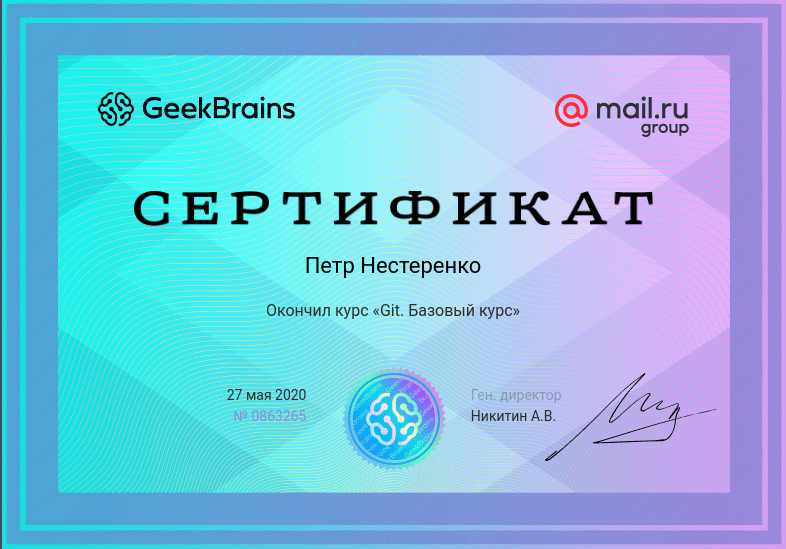 GeekBrains
@ mail.ru
group
СЕРТИФИКАТ
Петр Нестеренко
Окончил курс «Git. Базовый курс»
27 мая 2020
№ 0863265
Ген. директор
Никитин А.В.